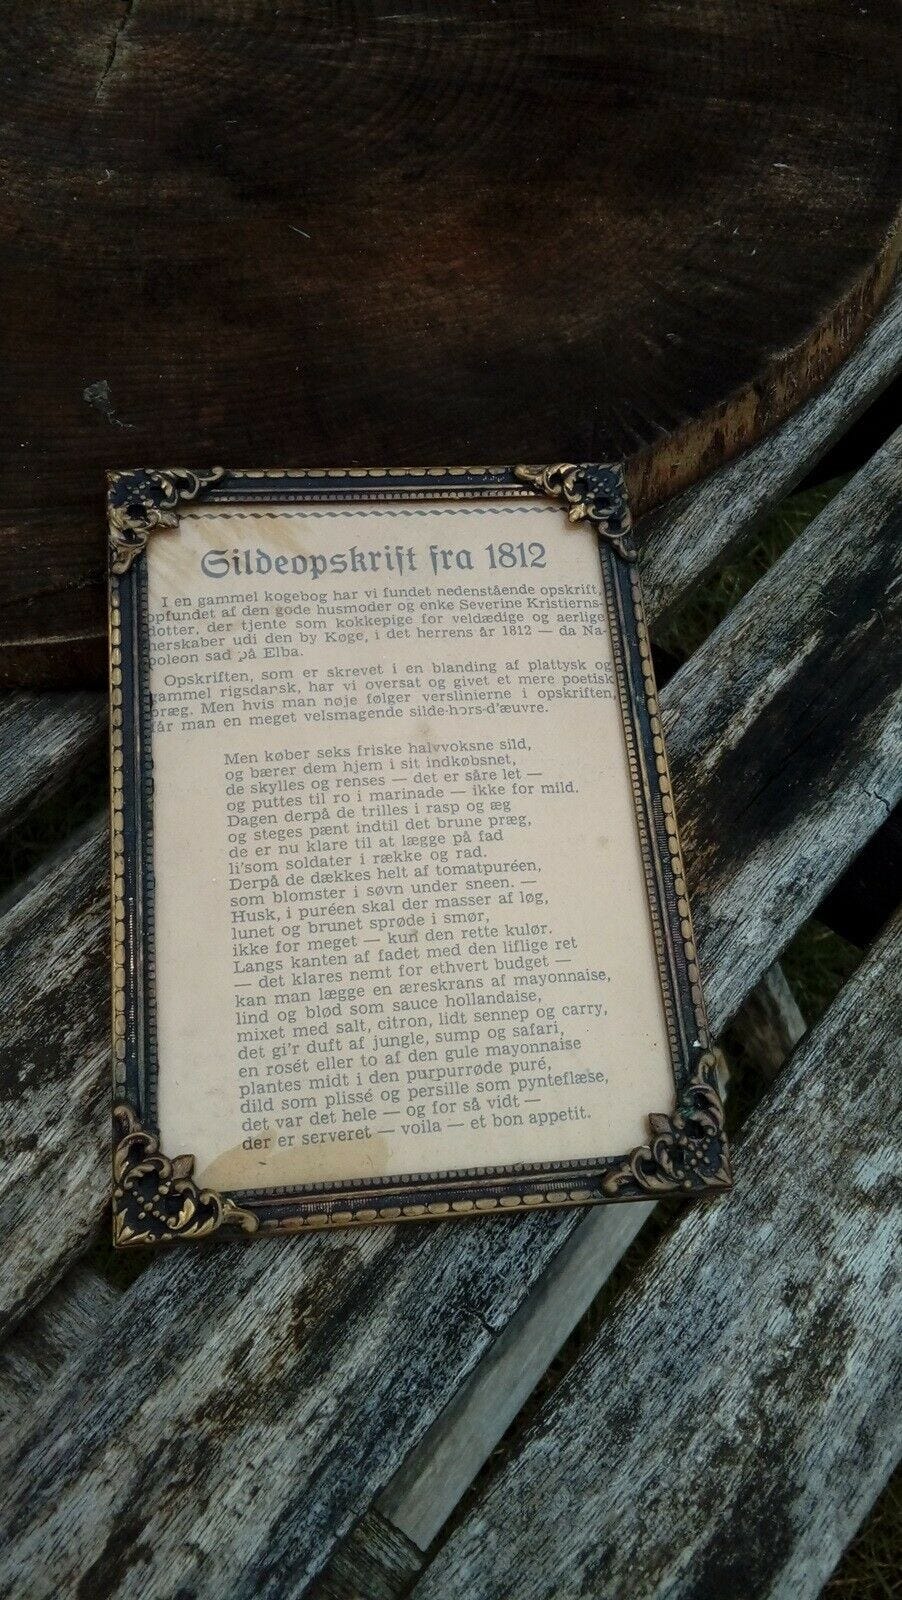 Sildeopskrift fra 1812
I en gammel kogebog har vi fundet nedenstående opskrift,
opfundet af den gode husmoder og enke Severine Kristierns-
dotter, der tjente som kokkepige for veldædige og aerlige
herskaber udi den by Køge, i det herrens år 1812 — da Na-
poleon sad på Elba.
Opskriften, som er skrevet i en blanding af plattysk og
gammel rigsdansk, har vi oversat og givet et mere poetisk
præg. Men hvis man nøje følger verslinierne i opskriften,
får man en meget velsmagende silde-hors-d'æuvre.
Men køber seks friske halvvoksne sild,
og bærer dem hjem i sit indkøbsnet,
de skylles og renses — det er såre let —
og puttes til ro i marinade — ikke for mild.
Dagen derpå de trilles i rasp og æg
og steges pænt indtil det brune præg,
de er nu klare til at lægge på fad
li'som soldater i række og rad.
Derpå de dækkes helt af tomatpuréen,
som blomster i søvn under sneen. —
Husk, i puréen skal der masser af løg,
lunet og brunet sprøde i smør,
ikke for meget — kun den rette kulør.
Langs kanten af fadet med den liflige ret
— det klares nemt for ethvert budget —
kan man lægge en æreskrans af mayonnaise,
lind og blød som sauce hollandaise,
mixet med salt, citron, lidt sennep og carry,
det gi'r duft af jungle, sump og safari,
en rosét eller to af den gule mayonnaise
plantes midt i den purpurrøde puré,
dild som plissé og persille som pynteflæse,
det var det hele — og for så vidt —
der er serveret — voila — et bon appetit.